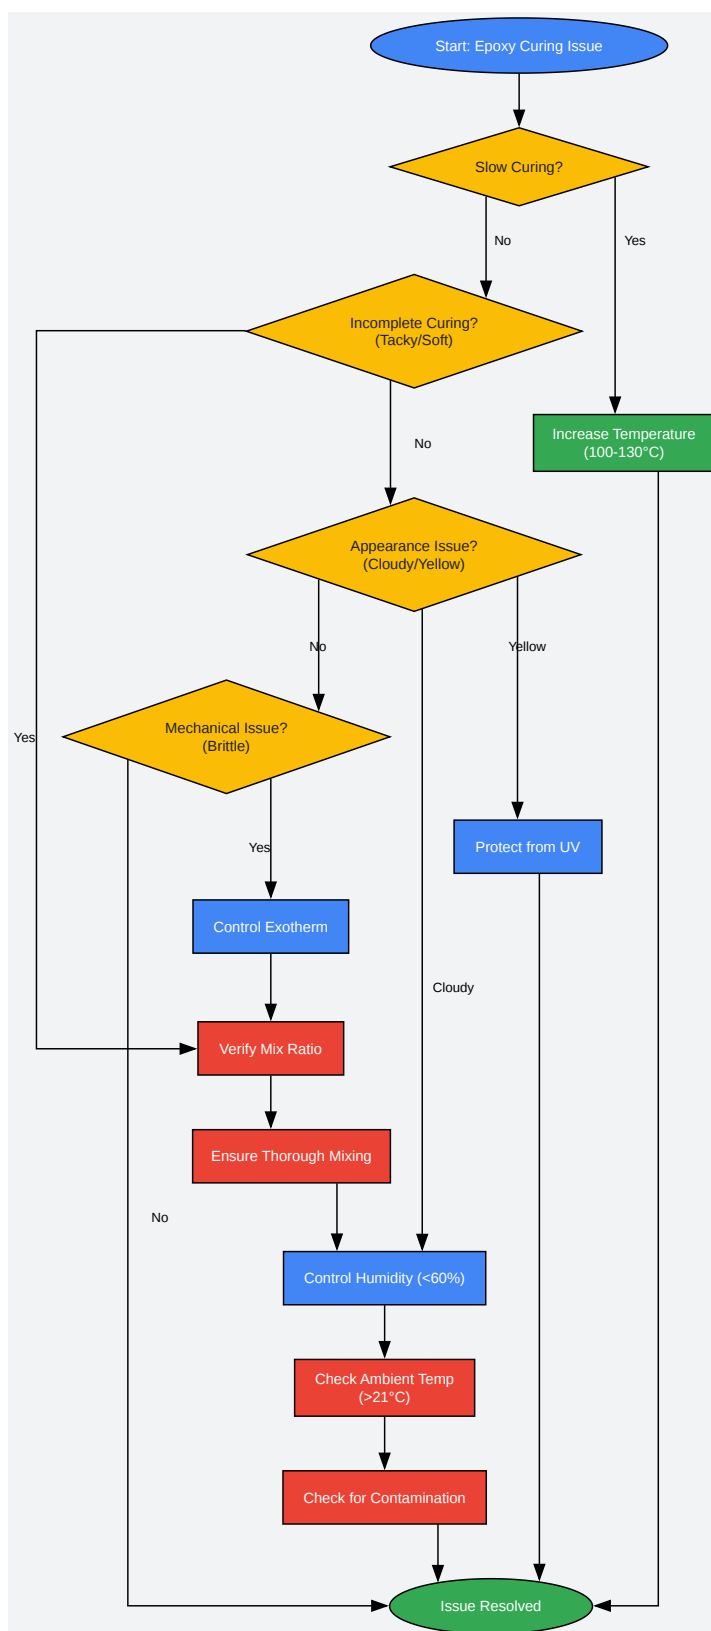 Start: Epoxy Curing Issue
Slow Curing?
No
Yes
Incomplete Curing?
(Tacky/Soft)
Increase Temperature
(100-130°C)
No
Appearance Issue?
(Cloudy/Yellow)
No
Yellow
Mechanical Issue?
(Brittle)
Yes
Yes
Protect from UV
Control Exotherm
Cloudy
Verify Mix Ratio
Ensure Thorough Mixing
No
Control Humidity (<60%)
Check Ambient Temp
(>21°C)
Check for Contamination
Issue Resolved